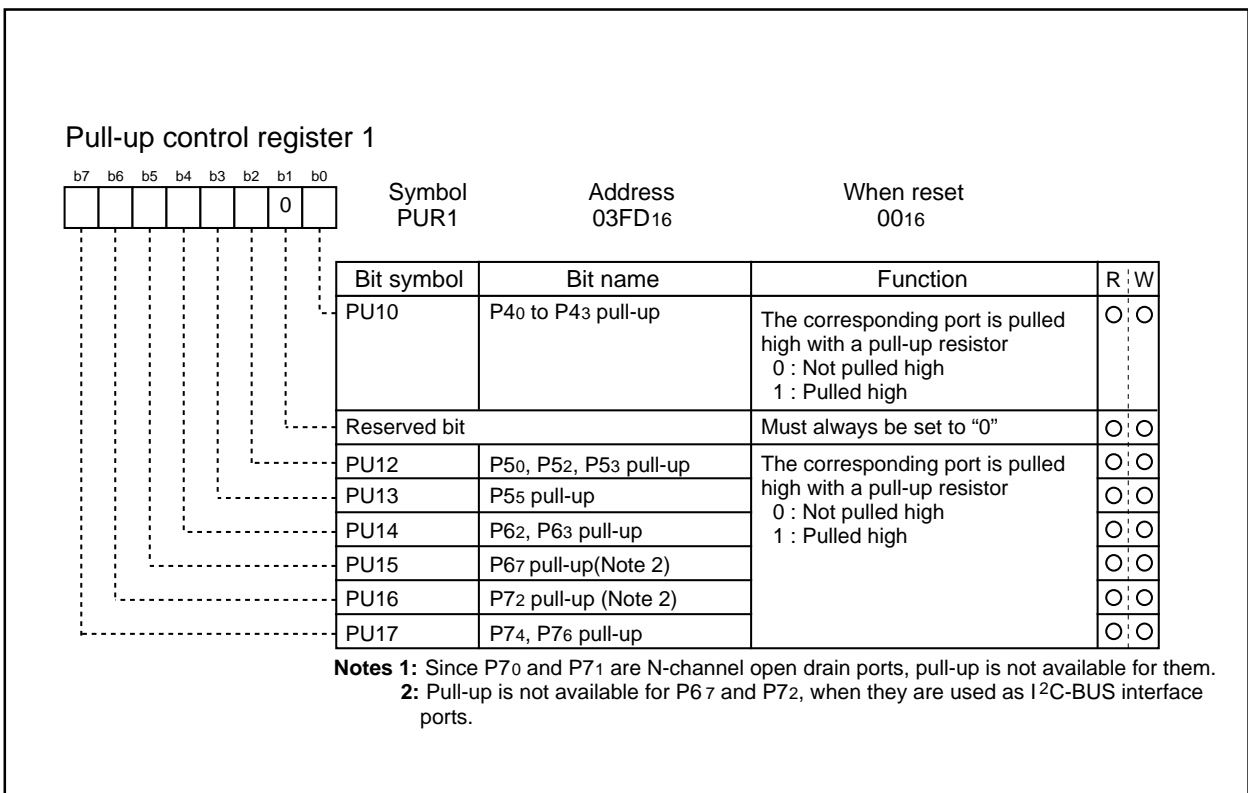 Pull-up control register 1
b7 b6 b5 b4 b3 b2 b1 b0
0
Symbol Address When reset
PUR1 03FD16 0016
Bit symbol Bit name Function R W
PU10 P40 to P43 pull-up The corresponding port is pulled
high with a pull-up resistor
0 : Not pulled high
1 : Pulled high
Reserved bit Must always be set to “0”
PU12 P50, P52, P53 pull-up The corresponding port is pulled
PU13 P55 pull-up high with a pull-up resistor
0 : Not pulled high
PU14 P62, P63 pull-up 1 : Pulled high
PU15 P67 pull-up(Note 2)
PU16 P72 pull-up (Note 2)
PU17 P74, P76 pull-up
Notes 1: Since P70 and P71 are N-channel open drain ports, pull-up is not available for them.
2: Pull-up is not available for P67 and P72, when they are used as I2C-BUS interface
ports.